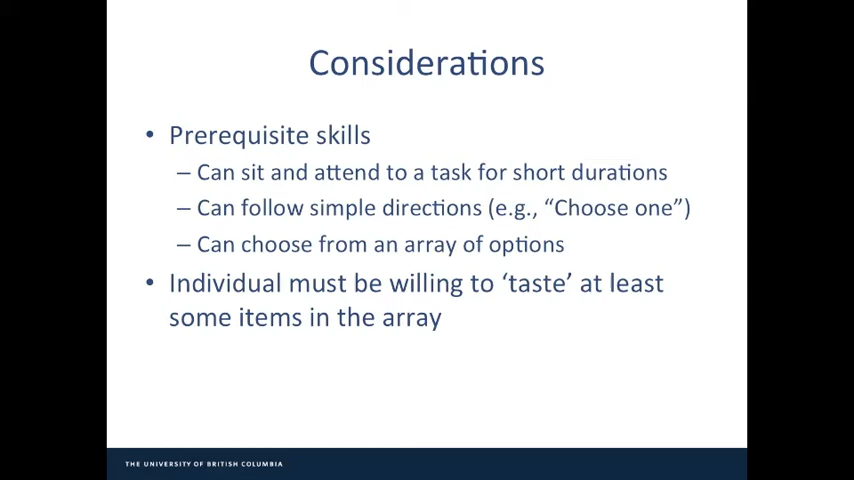 Considerations
• Prerequisite skills
– Can sit and attend to a task for short durations
– Can follow simple directions (e.g., “Choose one”)
– Can choose from an array of options
• Individual must be willing to ‘taste’ at least
some items in the array
THE UNIVERSITY OF BRITISH COLUMBIA